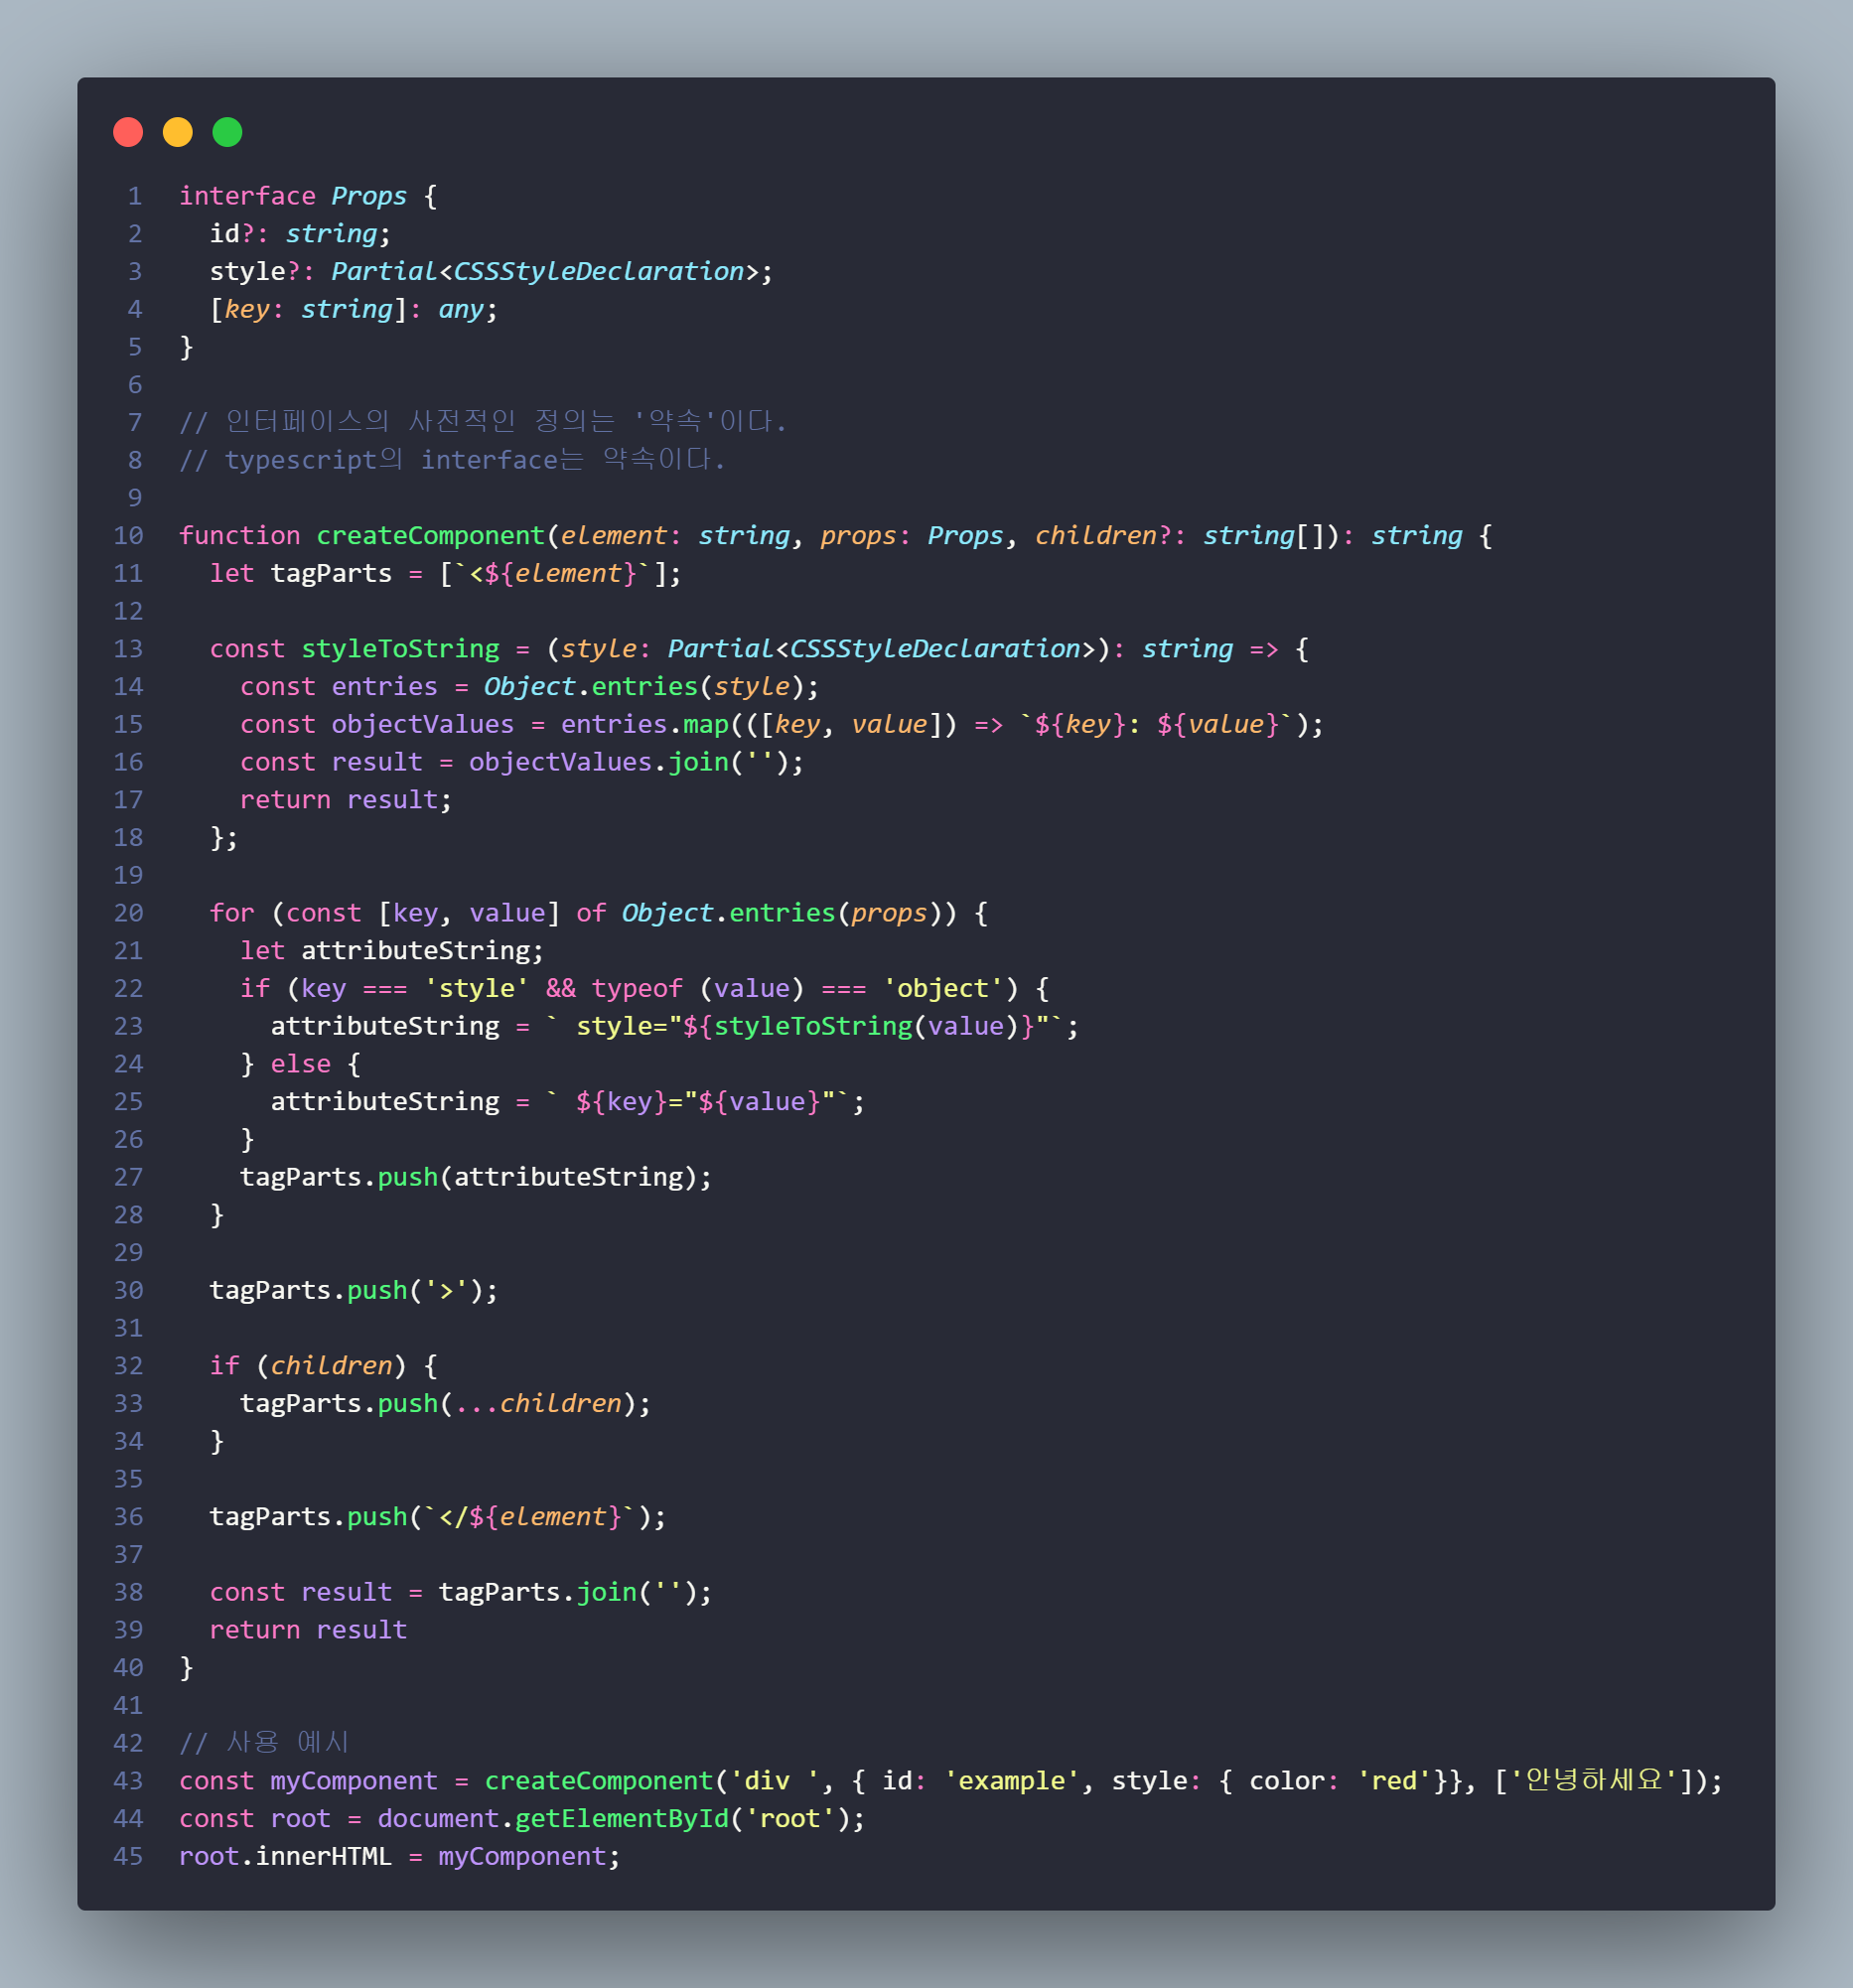 1 interface Props {
2   id?: string;
3   style?: Partial<CSSStyleDeclaration>;
4   [key: string]: any;
5 }
6
7 // 인터페이스의 사전적인 정의는 '약속'이다.
8 // typescript의 interface는 약속이다.
9
10 function createComponent(element: string, props: Props, children?: string[]): string {
11   let tagParts = [`<${element}`];
12
13   const styleToString = (style: Partial<CSSStyleDeclaration>): string => {
14     const entries = Object.entries(style);
15     const objectValues = entries.map(([key, value]) => `${key}: ${value}`);
16     const result = objectValues.join('');
17     return result;
18   };
19
20   for (const [key, value] of Object.entries(props)) {
21     let attributeString;
22     if (key === 'style' && typeof (value) === 'object') {
23       attributeString = ` style="${styleToString(value)}"`;
24     } else {
25       attributeString = ` ${key}="${value}"`;
26     }
27     tagParts.push(attributeString);
28   }
29
30   tagParts.push('>');
31
32   if (children) {
33     tagParts.push(...children);
34   }
35
36   tagParts.push(`</${element}`);
37
38   const result = tagParts.join('');
39   return result
40 }
41
42 // 사용 예시
43 const myComponent = createComponent('div ', { id: 'example', style: { color: 'red'}}, ['안녕하세요']);
44 const root = document.getElementById('root');
45 root.innerHTML = myComponent;